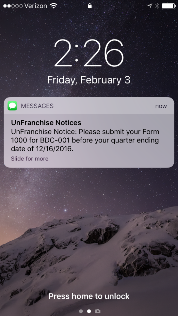 Verizon
2:26
Friday, February 3
MESSAGES now
UnFranchise Notices
UnFranchise Notice. Please submit your Form
1000 for BDC-001 before your quarter ending
date of 12/16/2016.
Slide for more
Press home to unlock